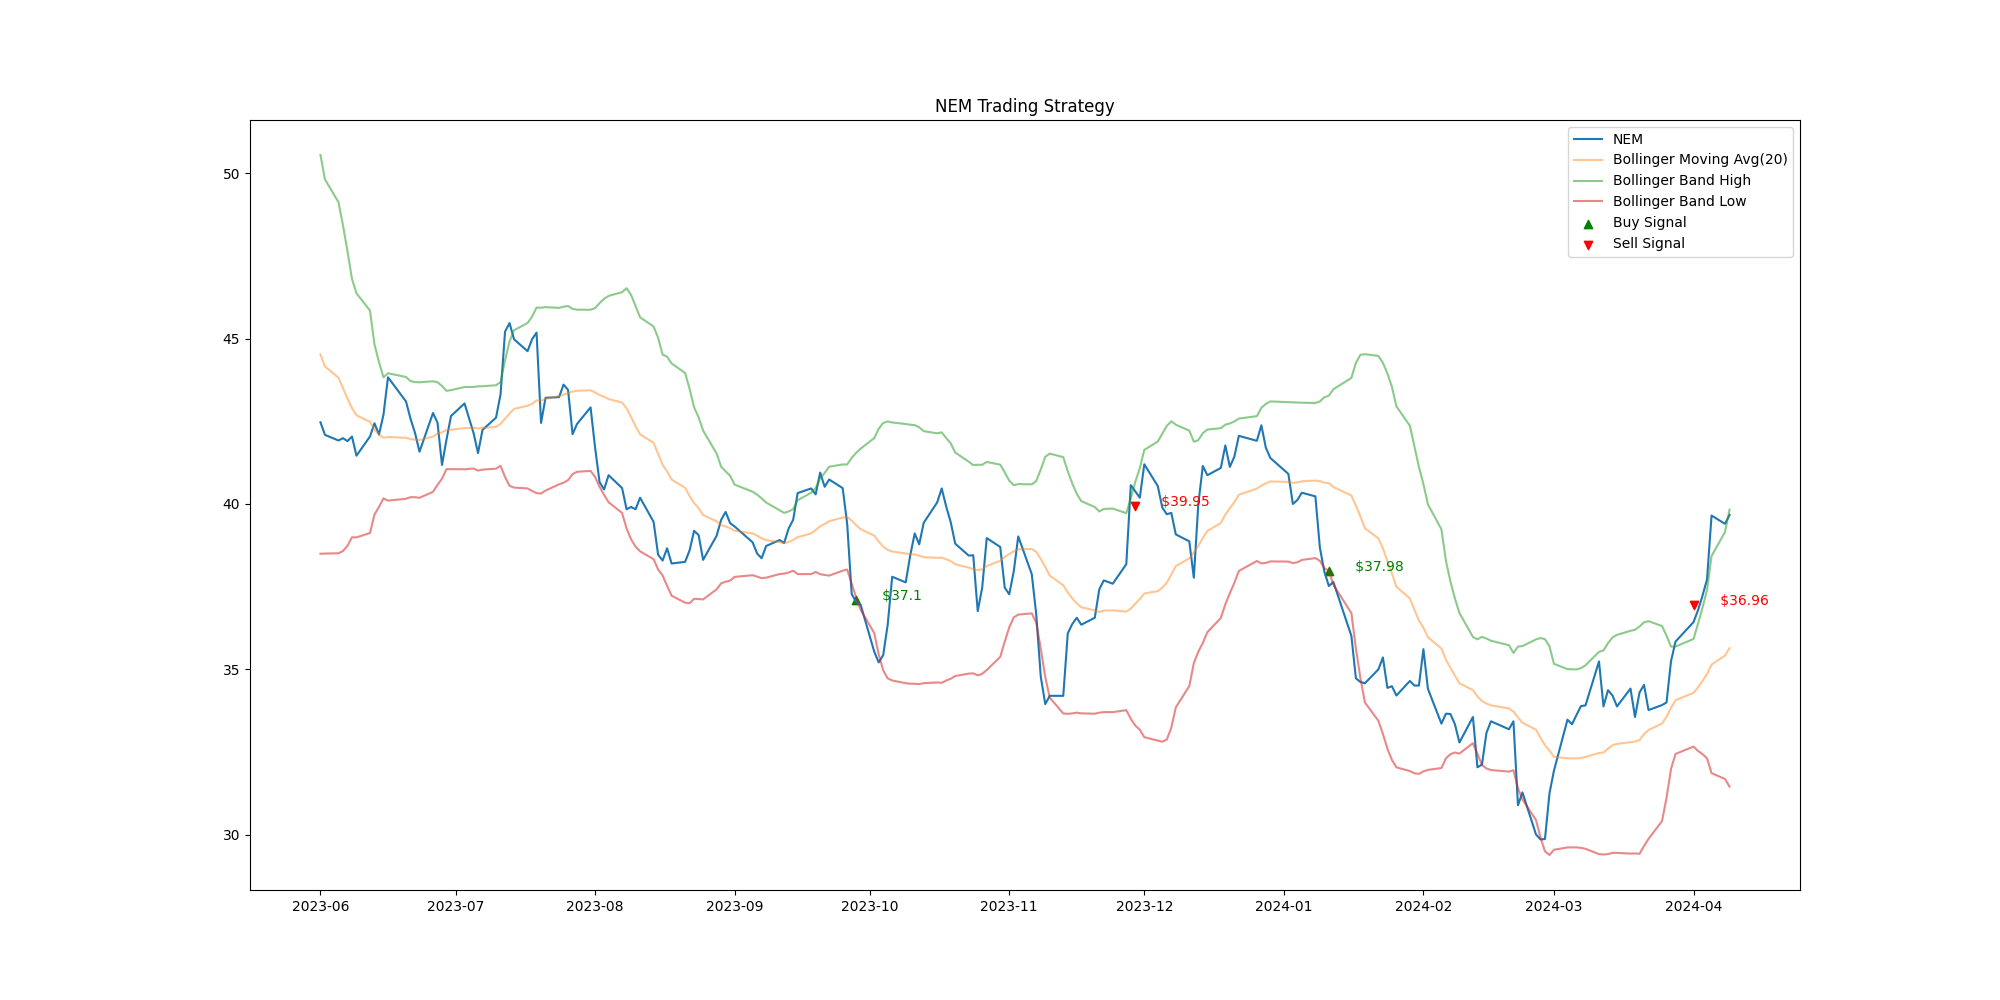 NEM Trading Strategy
NEM
Bollinger Moving Avg(20)
Bollinger Band High
Bollinger Band Low
Buy Signal
Sell Signal
50
45
40
35
30
$37.1
$39.95
$37.98
$36.96
2023-06
2023-07
2023-08
2023-09
2023-10
2023-11
2023-12
2024-01
2024-02
2024-03
2024-04